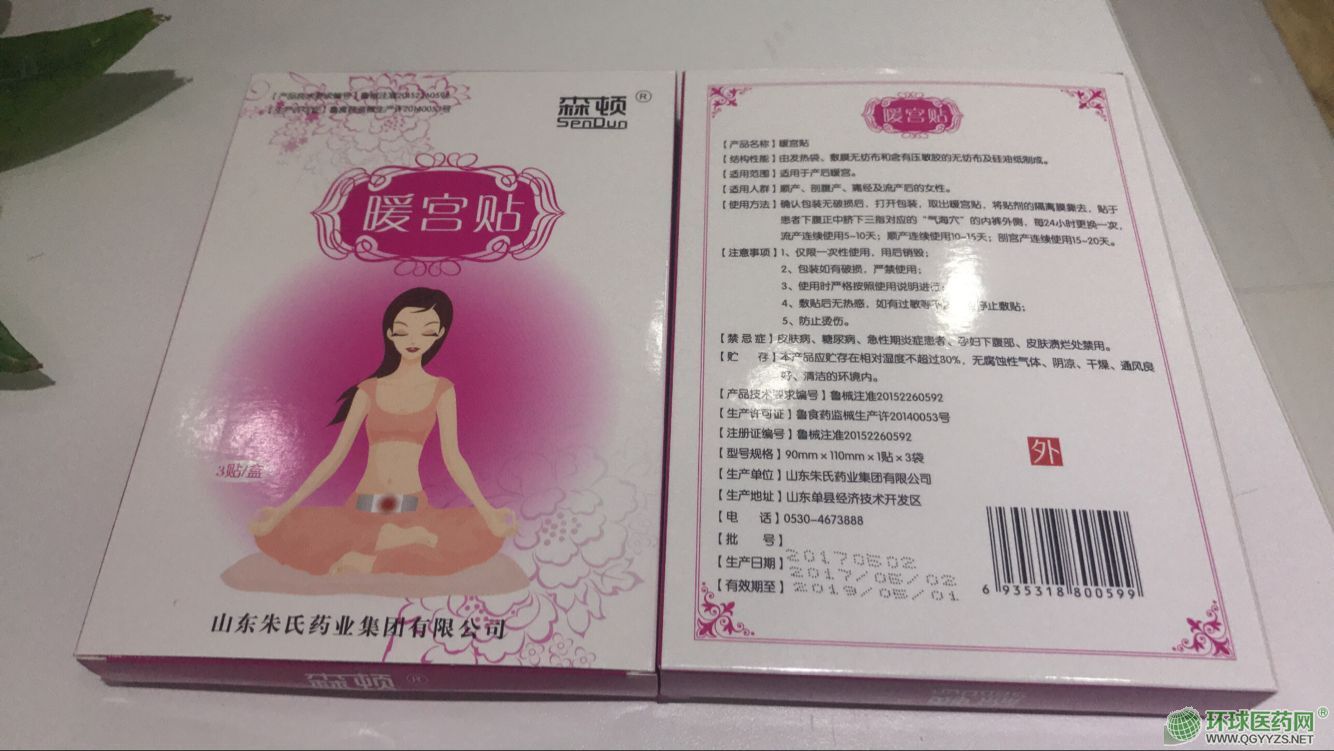 【产品技术要求编号】鲁械注准20152260592
【生产许可证】鲁食药监械生产许20140053号
森顿®
SenDun
暖宫贴
3贴/盒
山东朱氏药业集团有限公司
森顿®
暖宫贴
【产品名称】暖宫贴
【结构性能】由发热袋、敷膜无纺布和含有压敏胶的无纺布及硅油纸制成。
【适用范围】适用于产后暖宫。
【适用人群】顺产、剖腹产、痛经及流产后的女性。
【使用方法】确认包装无破损后，打开包装，取出暖宫贴，将贴剂的隔离膜撕去，贴于
患者下腹正中脐下三指对应的“气海穴”的内裤外侧，每24小时更换一次，
流产连续使用5-10天；顺产连续使用10-15天；剖宫产连续使用15-20天。
【注意事项】1、仅限一次性使用，用后销毁；
2、包装如有破损，严禁使用；
3、使用时严格按照使用说明进行
4、敷贴后无热感，如有过敏等 停止敷贴；
5、防止烫伤。
【禁忌症】皮肤病、糖尿病、急性期炎症患者、孕妇下腹部、皮肤溃烂处禁用。
【贮 存】本产品应贮存在相对湿度不超过80%，无腐蚀性气体、阴凉、干燥、通风良
好、清洁的环境内。
【产品技术要求编号】鲁械注准20152260592
【生产许可证】鲁食药监械生产许20140053号
【注册证编号】鲁械注准20152260592
【型号规格】90mm×110mm×1贴×3袋
【生产单位】山东朱氏药业集团有限公司
【生产地址】山东单县经济技术开发区
【电 话】0530-4673888
【批 号】
20170502
【生产日期】
2017/05/02
【有效期至】
2019/05/01
外
6 935318 800599
环球医药网®
WWW.QGYYZS.NET